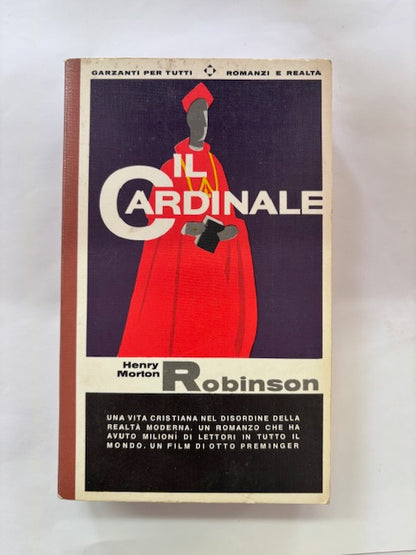 GARZANTI PER TUTTI ROMANZI E REALTÀ
IL
CARDINALE
Henry
Morton
Robinson
UNA VITA CRISTIANA NEL DISORDINE DELLA
REALTÀ MODERNA. UN ROMANZO CHE HA
AVUTO MILIONI DI LETTORI IN TUTTO IL
MONDO. UN FILM DI OTTO PREMINGER